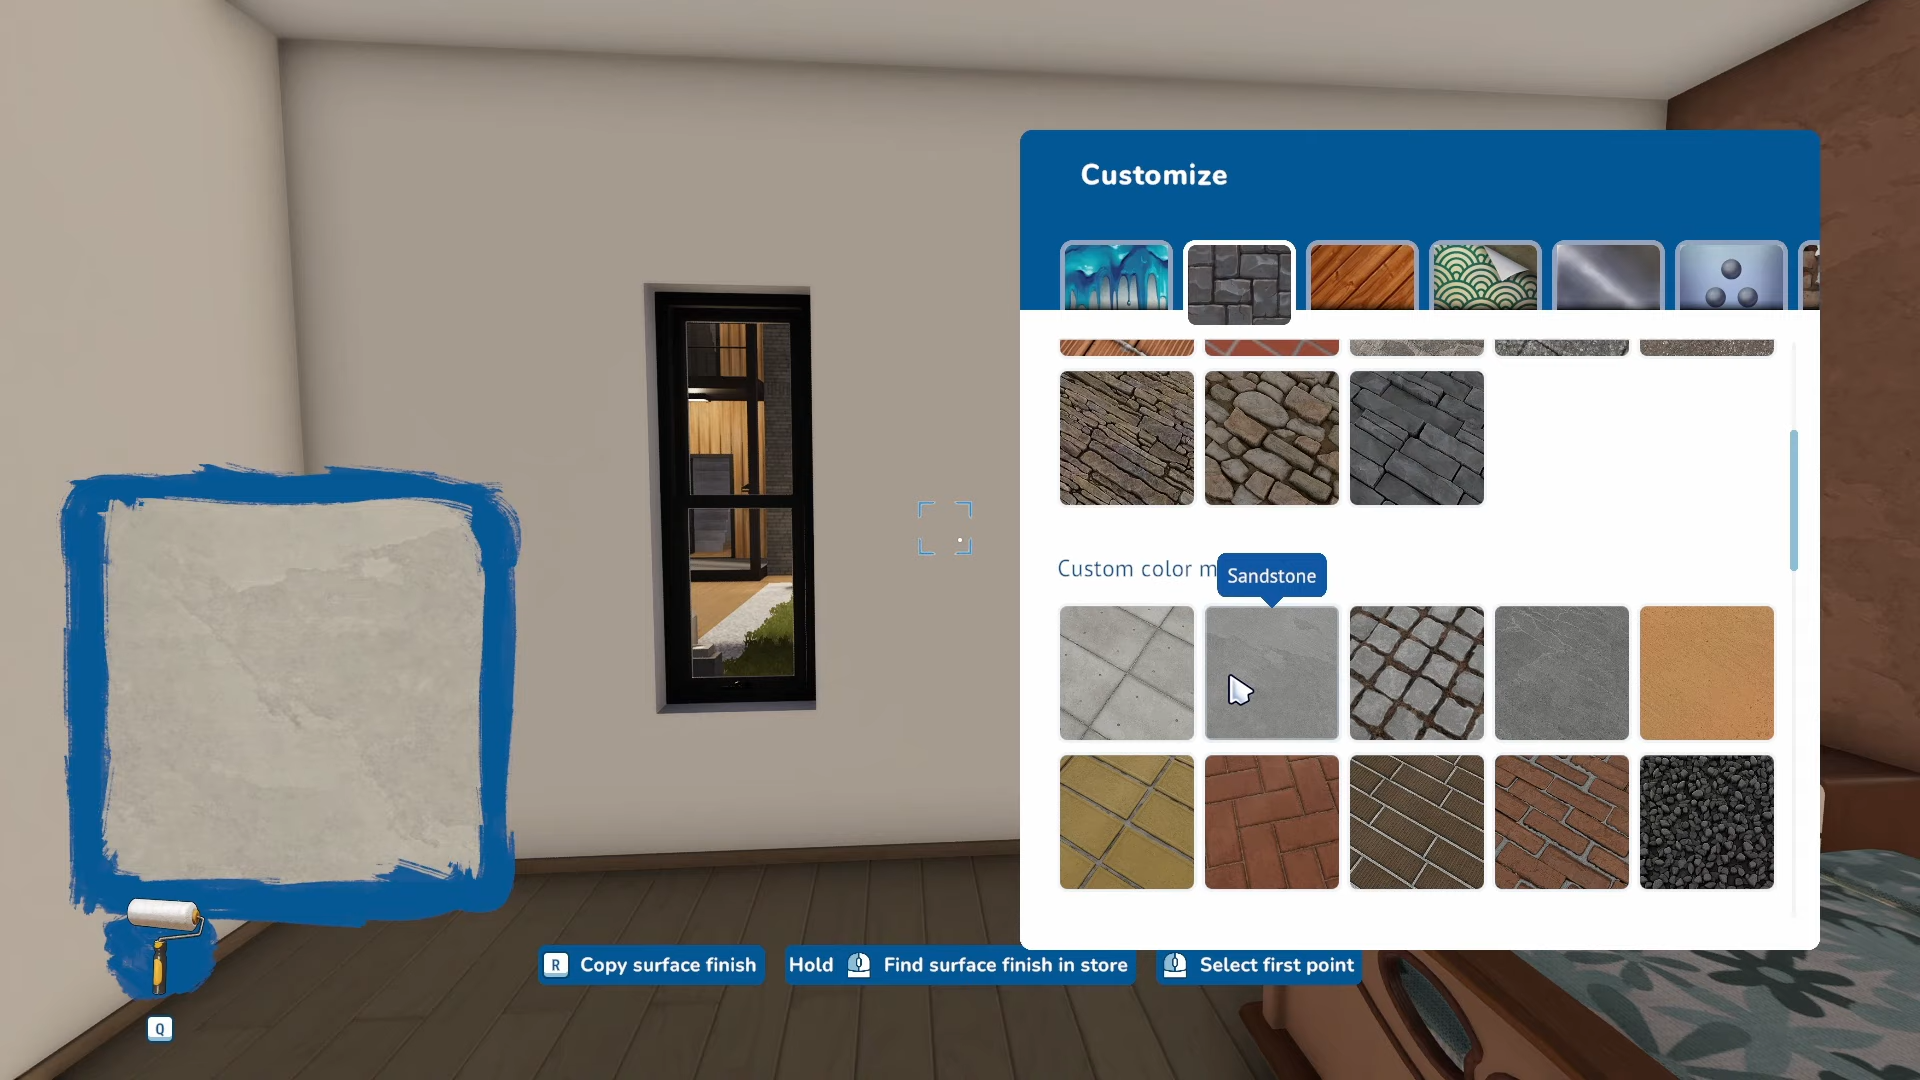 Customize
Custom color m
Sandstone
R Copy surface finish
Hold Find surface finish in store
Select first point
Q